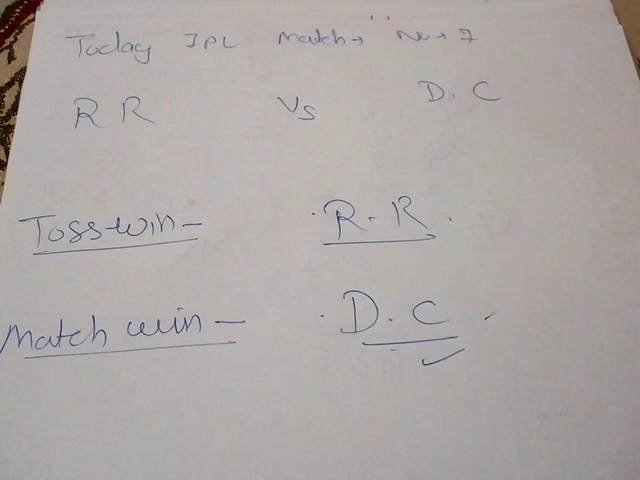 Today IPL Match → No → 7
R R Vs D. C
Toss win - R. R.
Match win - D. C.